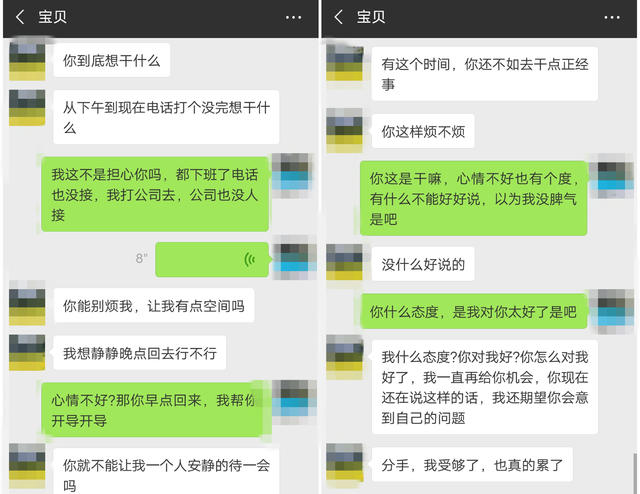 宝贝
你到底想干什么
从下午到现在电话打个没完想干什
么
我这不是担心你吗，都下班了电话
也没接，我打公司去，公司也没人
接
8"
你能别烦我，让我有点空间吗
我想静静晚点回去行不行
心情不好?那你早点回来，我帮你
开导开导
你就不能让我一个人安静的待一会
吗
宝贝
有这个时间，你还不如去干点正经
事
你这样烦不烦
你这是干嘛，心情不好也有个度，
有什么不能好好说，以为我没脾气
是吧
没什么好说的
你什么态度，是我对你太好了是吧
我什么态度?你对我好?你怎么对我
好了，我一直再给你机会，你现在
还在说这样的话，我还期望你会意
到自己的问题
分手，我受够了，也真的累了